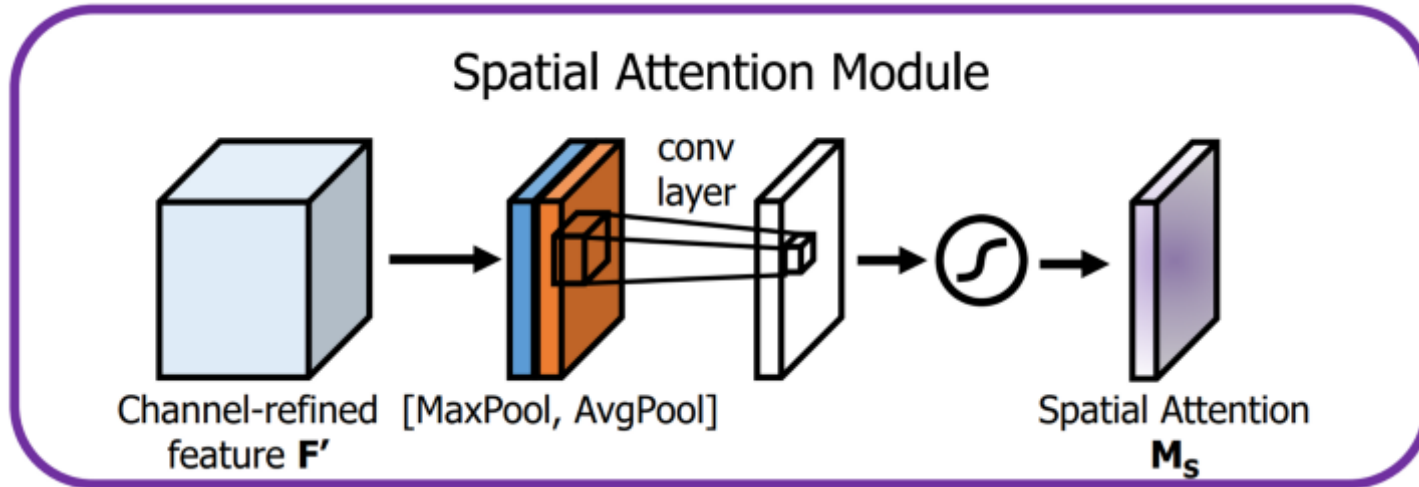 Spatial Attention Module
conv
layer
Channel-refined
feature F’
[MaxPool, AvgPool]
Spatial Attention
Mₛ